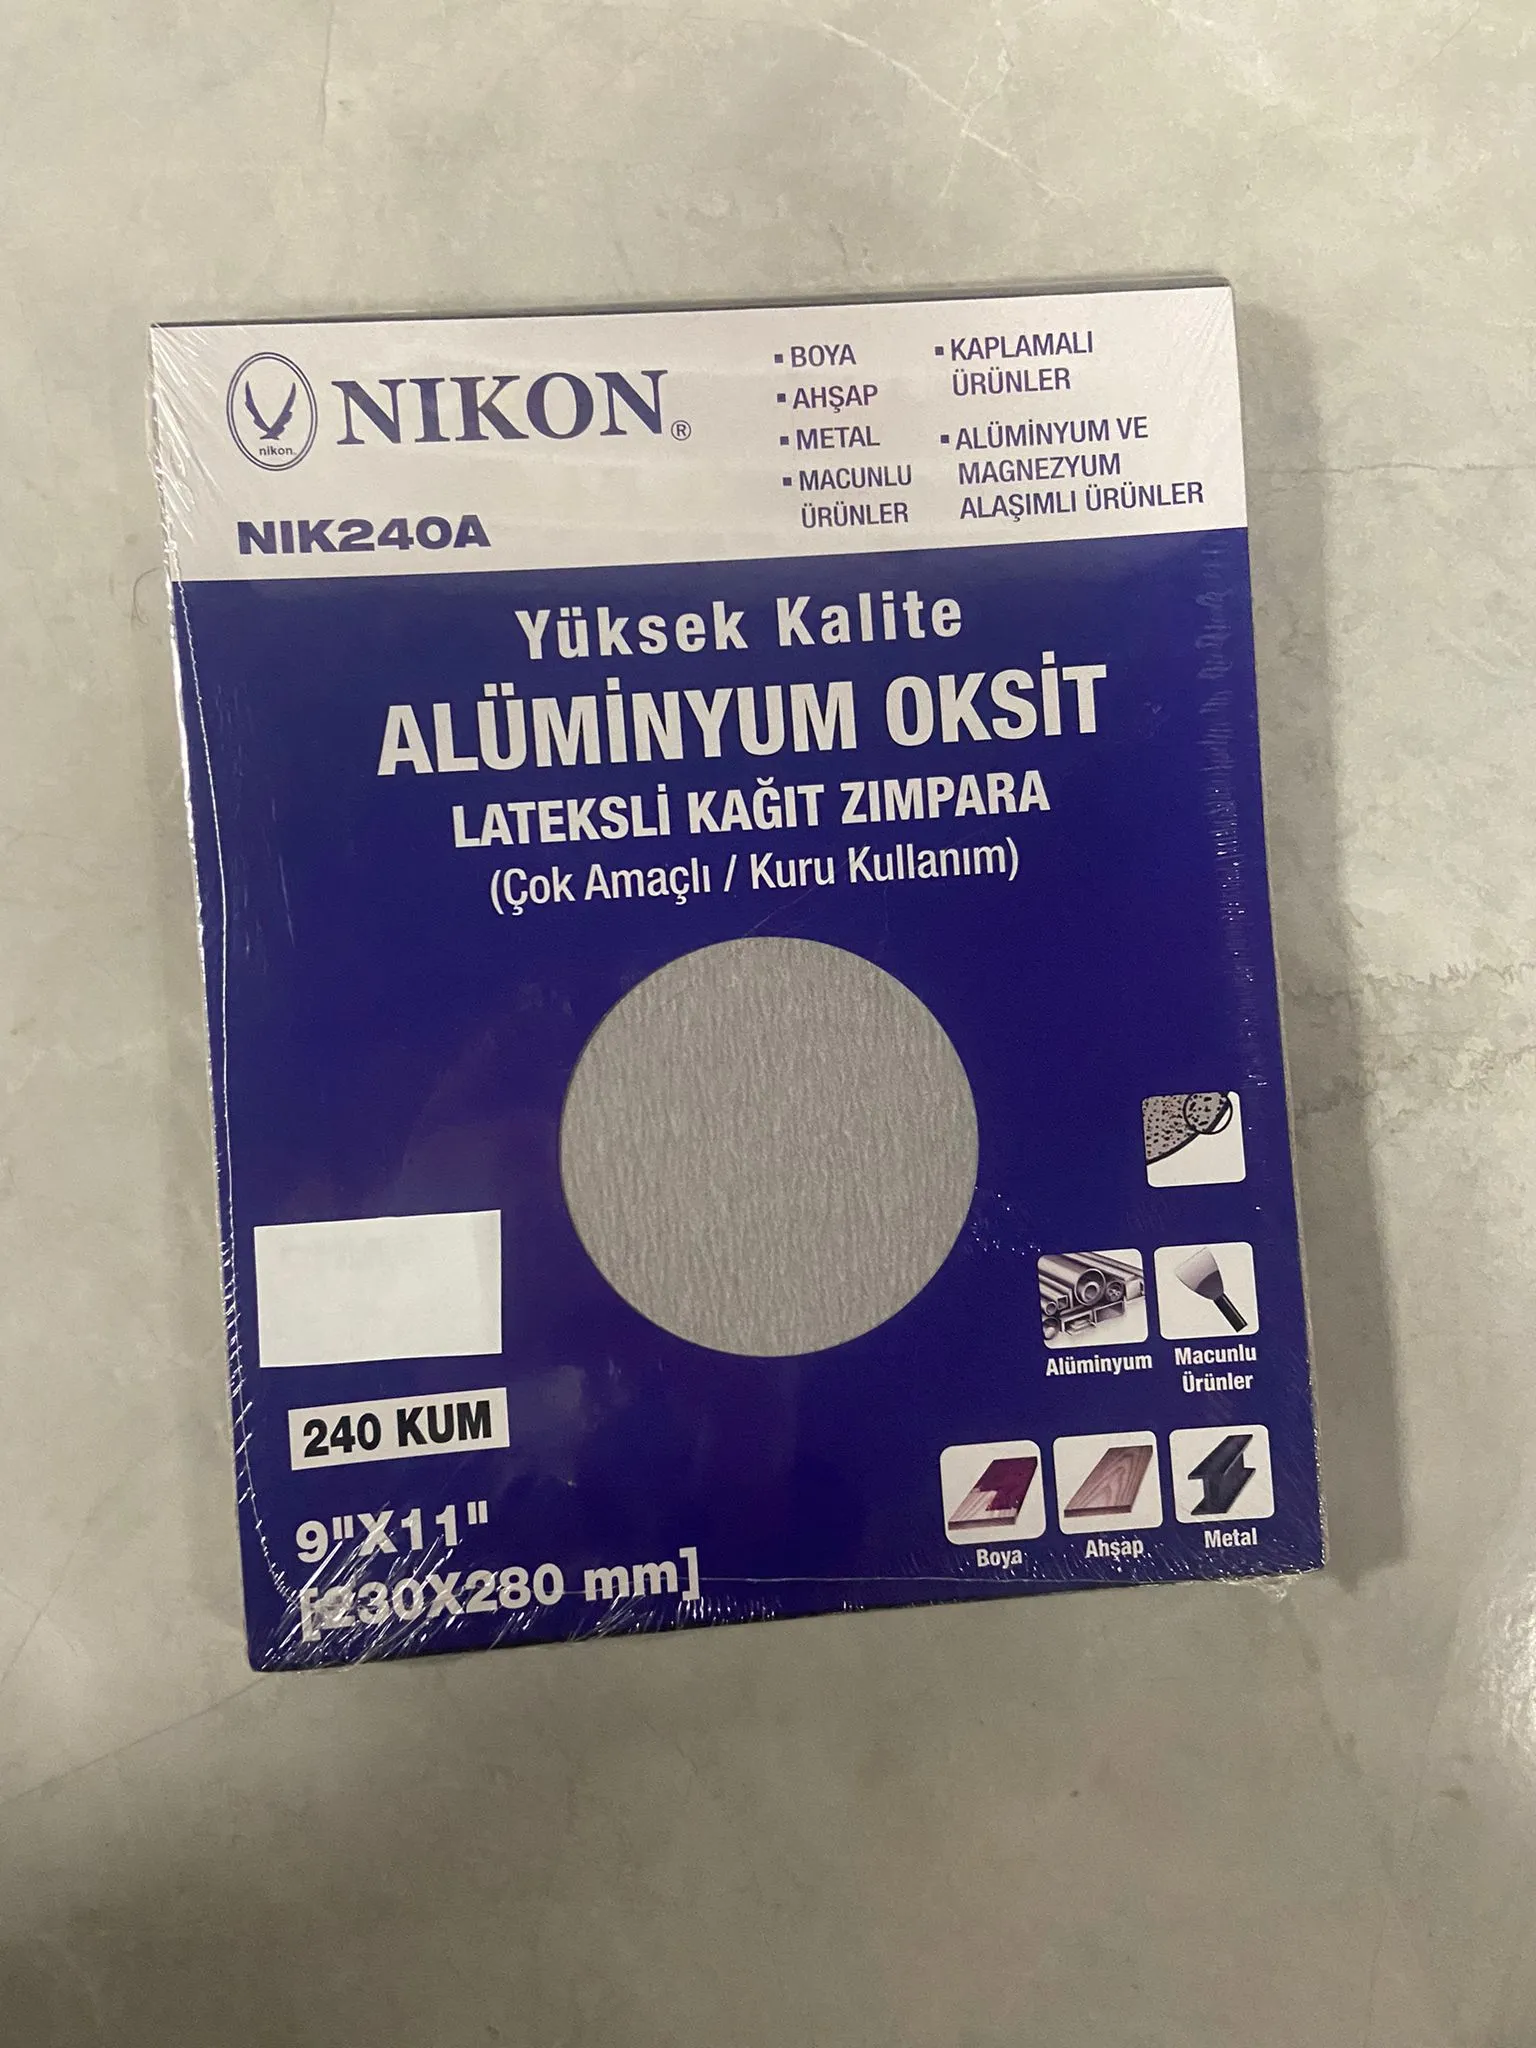 nikon
NIKON®
NIK240A
▪ BOYA
▪ AHŞAP
▪ METAL
▪ MACUNLU
ÜRÜNLER
▪ KAPLAMALI
ÜRÜNLER
▪ ALÜMİNYUM VE
MAGNEZYUM
ALAŞIMLI ÜRÜNLER
Yüksek Kalite
ALÜMİNYUM OKSİT
LATEKSLİ KAĞIT ZIMPARA
(Çok Amaçlı / Kuru Kullanım)
Alüminyum
Macunlu
Ürünler
240 KUM
9"X11"
[230X280 mm]
Boya
Ahşap
Metal